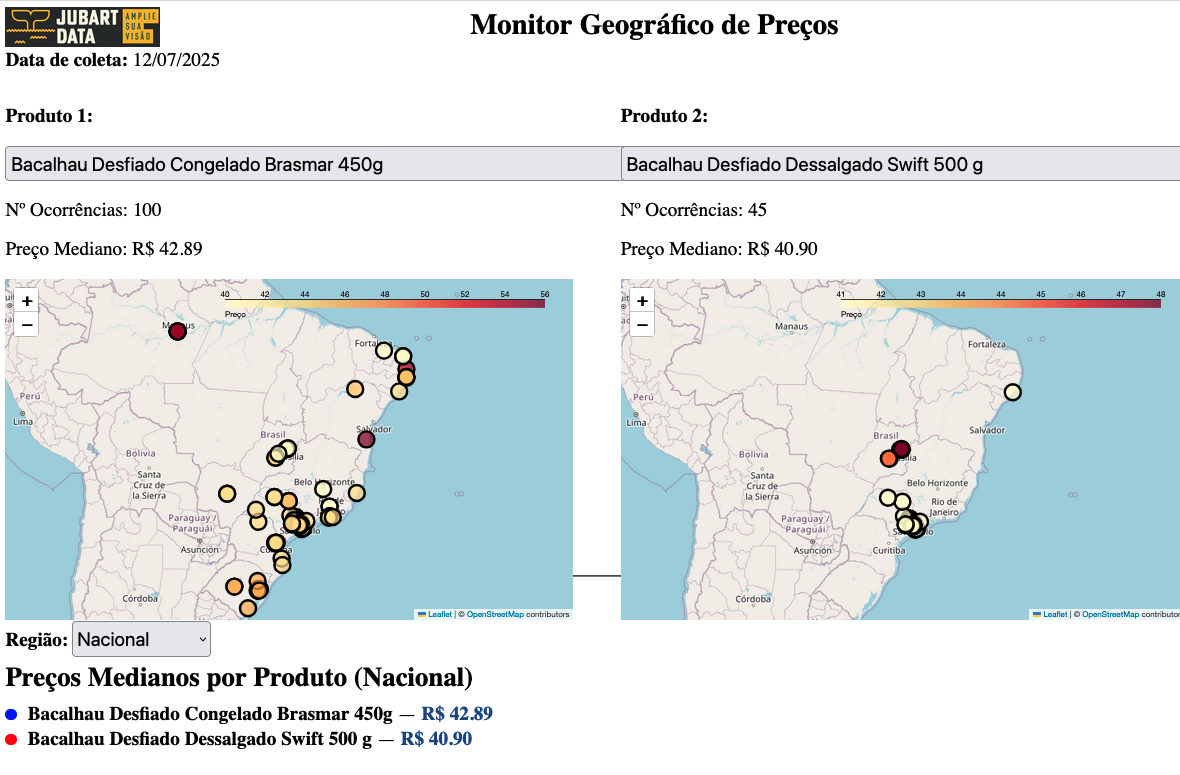 JUBART DATA
AMPLIE SUA VISÃO
Monitor Geográfico de Preços
Data de coleta: 12/07/2025
Produto 1:
Bacalhau Desfiado Congelado Brasmar 450g
Nº Ocorrências: 100
Preço Mediano: R$ 42.89
+
−
40 42 44 46 48 50 52 54 56
Preço
Fortal
Perú
Lima
Brasil
Salvador
Bolivia
Santa
Cruz de
la Sierra
Belo Horizonte
Paraguay /
Paraguái
Asunción
Córdoba
Leaflet | © OpenStreetMap contributors
Produto 2:
Bacalhau Desfiado Dessalgado Swift 500 g
Nº Ocorrências: 45
Preço Mediano: R$ 40.90
+
−
41 42 43 44 44 45 46 47 48
Preço
Manaus
Fortaleza
Perú
Lima
Brasil
Salvador
Bolivia
Santa
Cruz de
la Sierra
Belo Horizonte
Rio de
Janeiro
Paraguay /
Paraguái
Asunción
Curitiba
Córdoba
Leaflet | © OpenStreetMap contributor
Região: Nacional
Preços Medianos por Produto (Nacional)
Bacalhau Desfiado Congelado Brasmar 450g — R$ 42.89
Bacalhau Desfiado Dessalgado Swift 500 g — R$ 40.90